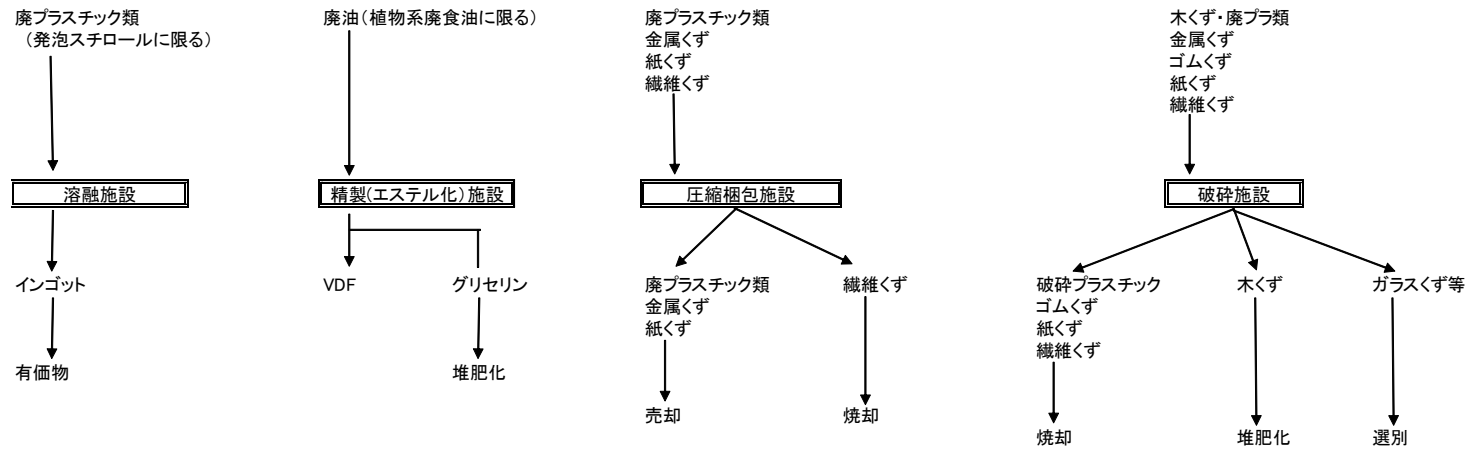 廃プラスチック類
（発泡スチロールに限る）
溶融施設
インゴット
有価物
廃油（植物系廃食油に限る）
精製（エステル化）施設
VDF
グリセリン
堆肥化
廃プラスチック類
金属くず
紙くず
繊維くず
圧縮梱包施設
廃プラスチック類
金属くず
紙くず
売却
繊維くず
焼却
木くず・廃プラ類
金属くず
ゴムくず
紙くず
繊維くず
破砕施設
破砕プラスチック
ゴムくず
紙くず
繊維くず
焼却
木くず
堆肥化
ガラスくず等
選別